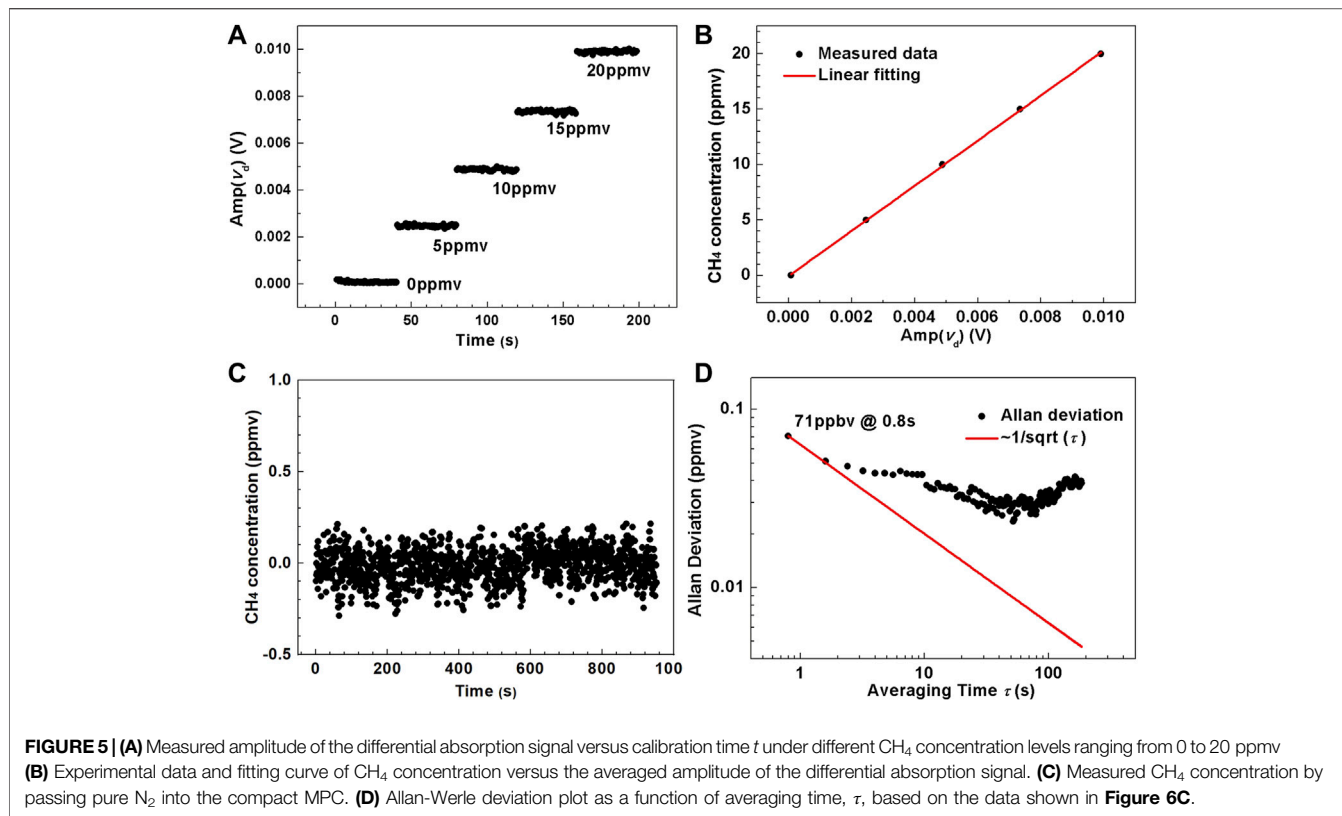 A
0.010
0.008
0.006
0.004
0.002
0.000
Amp(νd) (V)
20ppmv
15ppmv
10ppmv
5ppmv
0ppmv
0 50 100 150 200
Time (s)
B
20
15
10
5
0
CH₄ concentration (ppmv)
Measured data
Linear fitting
0.000 0.002 0.004 0.006 0.008 0.010
Amp(νd) (V)
C
1.0
0.5
0.0
-0.5
CH₄ concentration (ppmv)
0 200 400 600 800 100
Time (s)
D
0.1
0.01
Allan Deviation (ppmv)
71ppbv @ 0.8s
Allan deviation
~1/sqrt (τ)
1 10 100
Averaging Time τ (s)
FIGURE 5 | (A) Measured amplitude of the differential absorption signal versus calibration time t under different CH₄ concentration levels ranging from 0 to 20 ppmv
(B) Experimental data and fitting curve of CH₄ concentration versus the averaged amplitude of the differential absorption signal. (C) Measured CH₄ concentration by
passing pure N₂ into the compact MPC. (D) Allan-Werle deviation plot as a function of averaging time, τ, based on the data shown in Figure 6C.